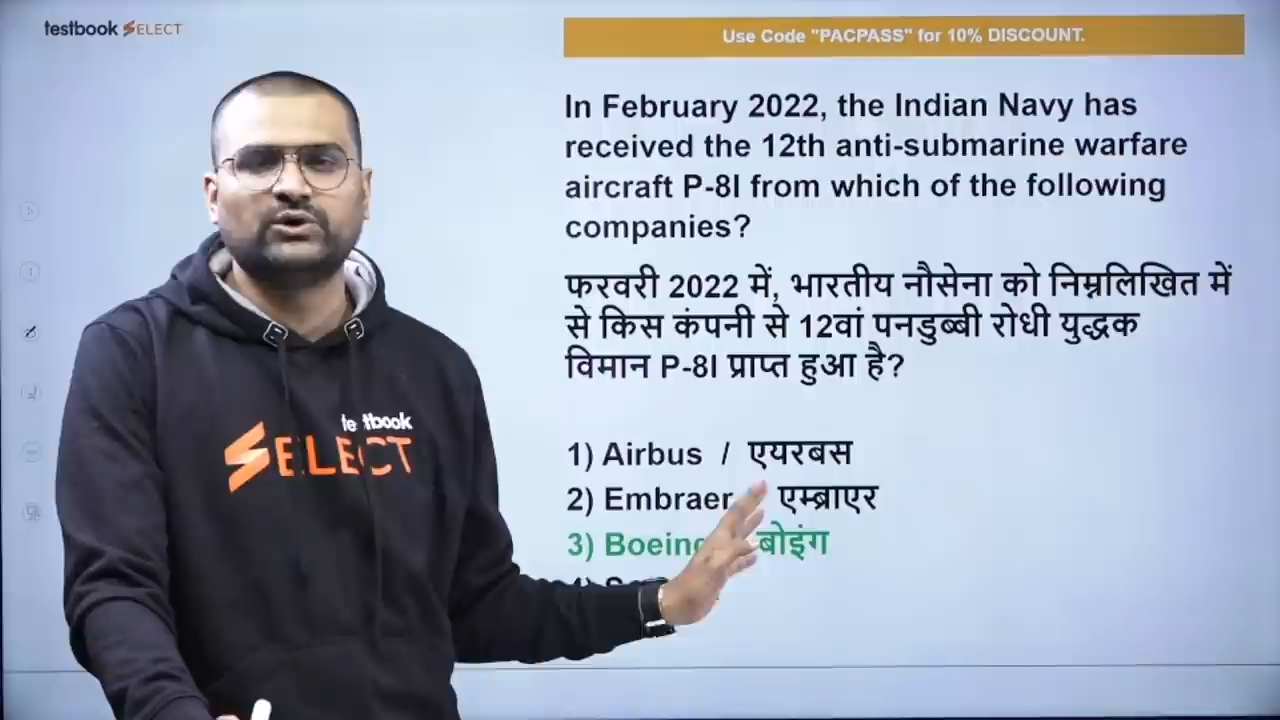 testbook SELECT
Use Code "PACPASS" for 10% DISCOUNT.
In February 2022, the Indian Navy has
received the 12th anti-submarine warfare
aircraft P-8I from which of the following
companies?
फरवरी 2022 में, भारतीय नौसेना को निम्नलिखित में
से किस कंपनी से 12वां पनडुब्बी रोधी युद्धक
विमान P-8I प्राप्त हुआ है?
1) Airbus / एयरबस
2) Embraer एम्ब्राएर
3) Boeing बोइंग
4)
testbook
SELECT